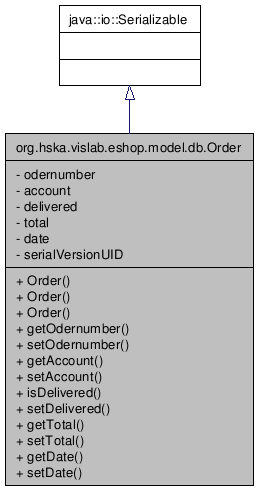 java::io::Serializable
org.hska.vislab.eshop.model.db.Order
- odernumber
- account
- delivered
- total
- date
- serialVersionUID
+ Order()
+ Order()
+ Order()
+ getOdernumber()
+ setOdernumber()
+ getAccount()
+ setAccount()
+ isDelivered()
+ setDelivered()
+ getTotal()
+ setTotal()
+ getDate()
+ setDate()